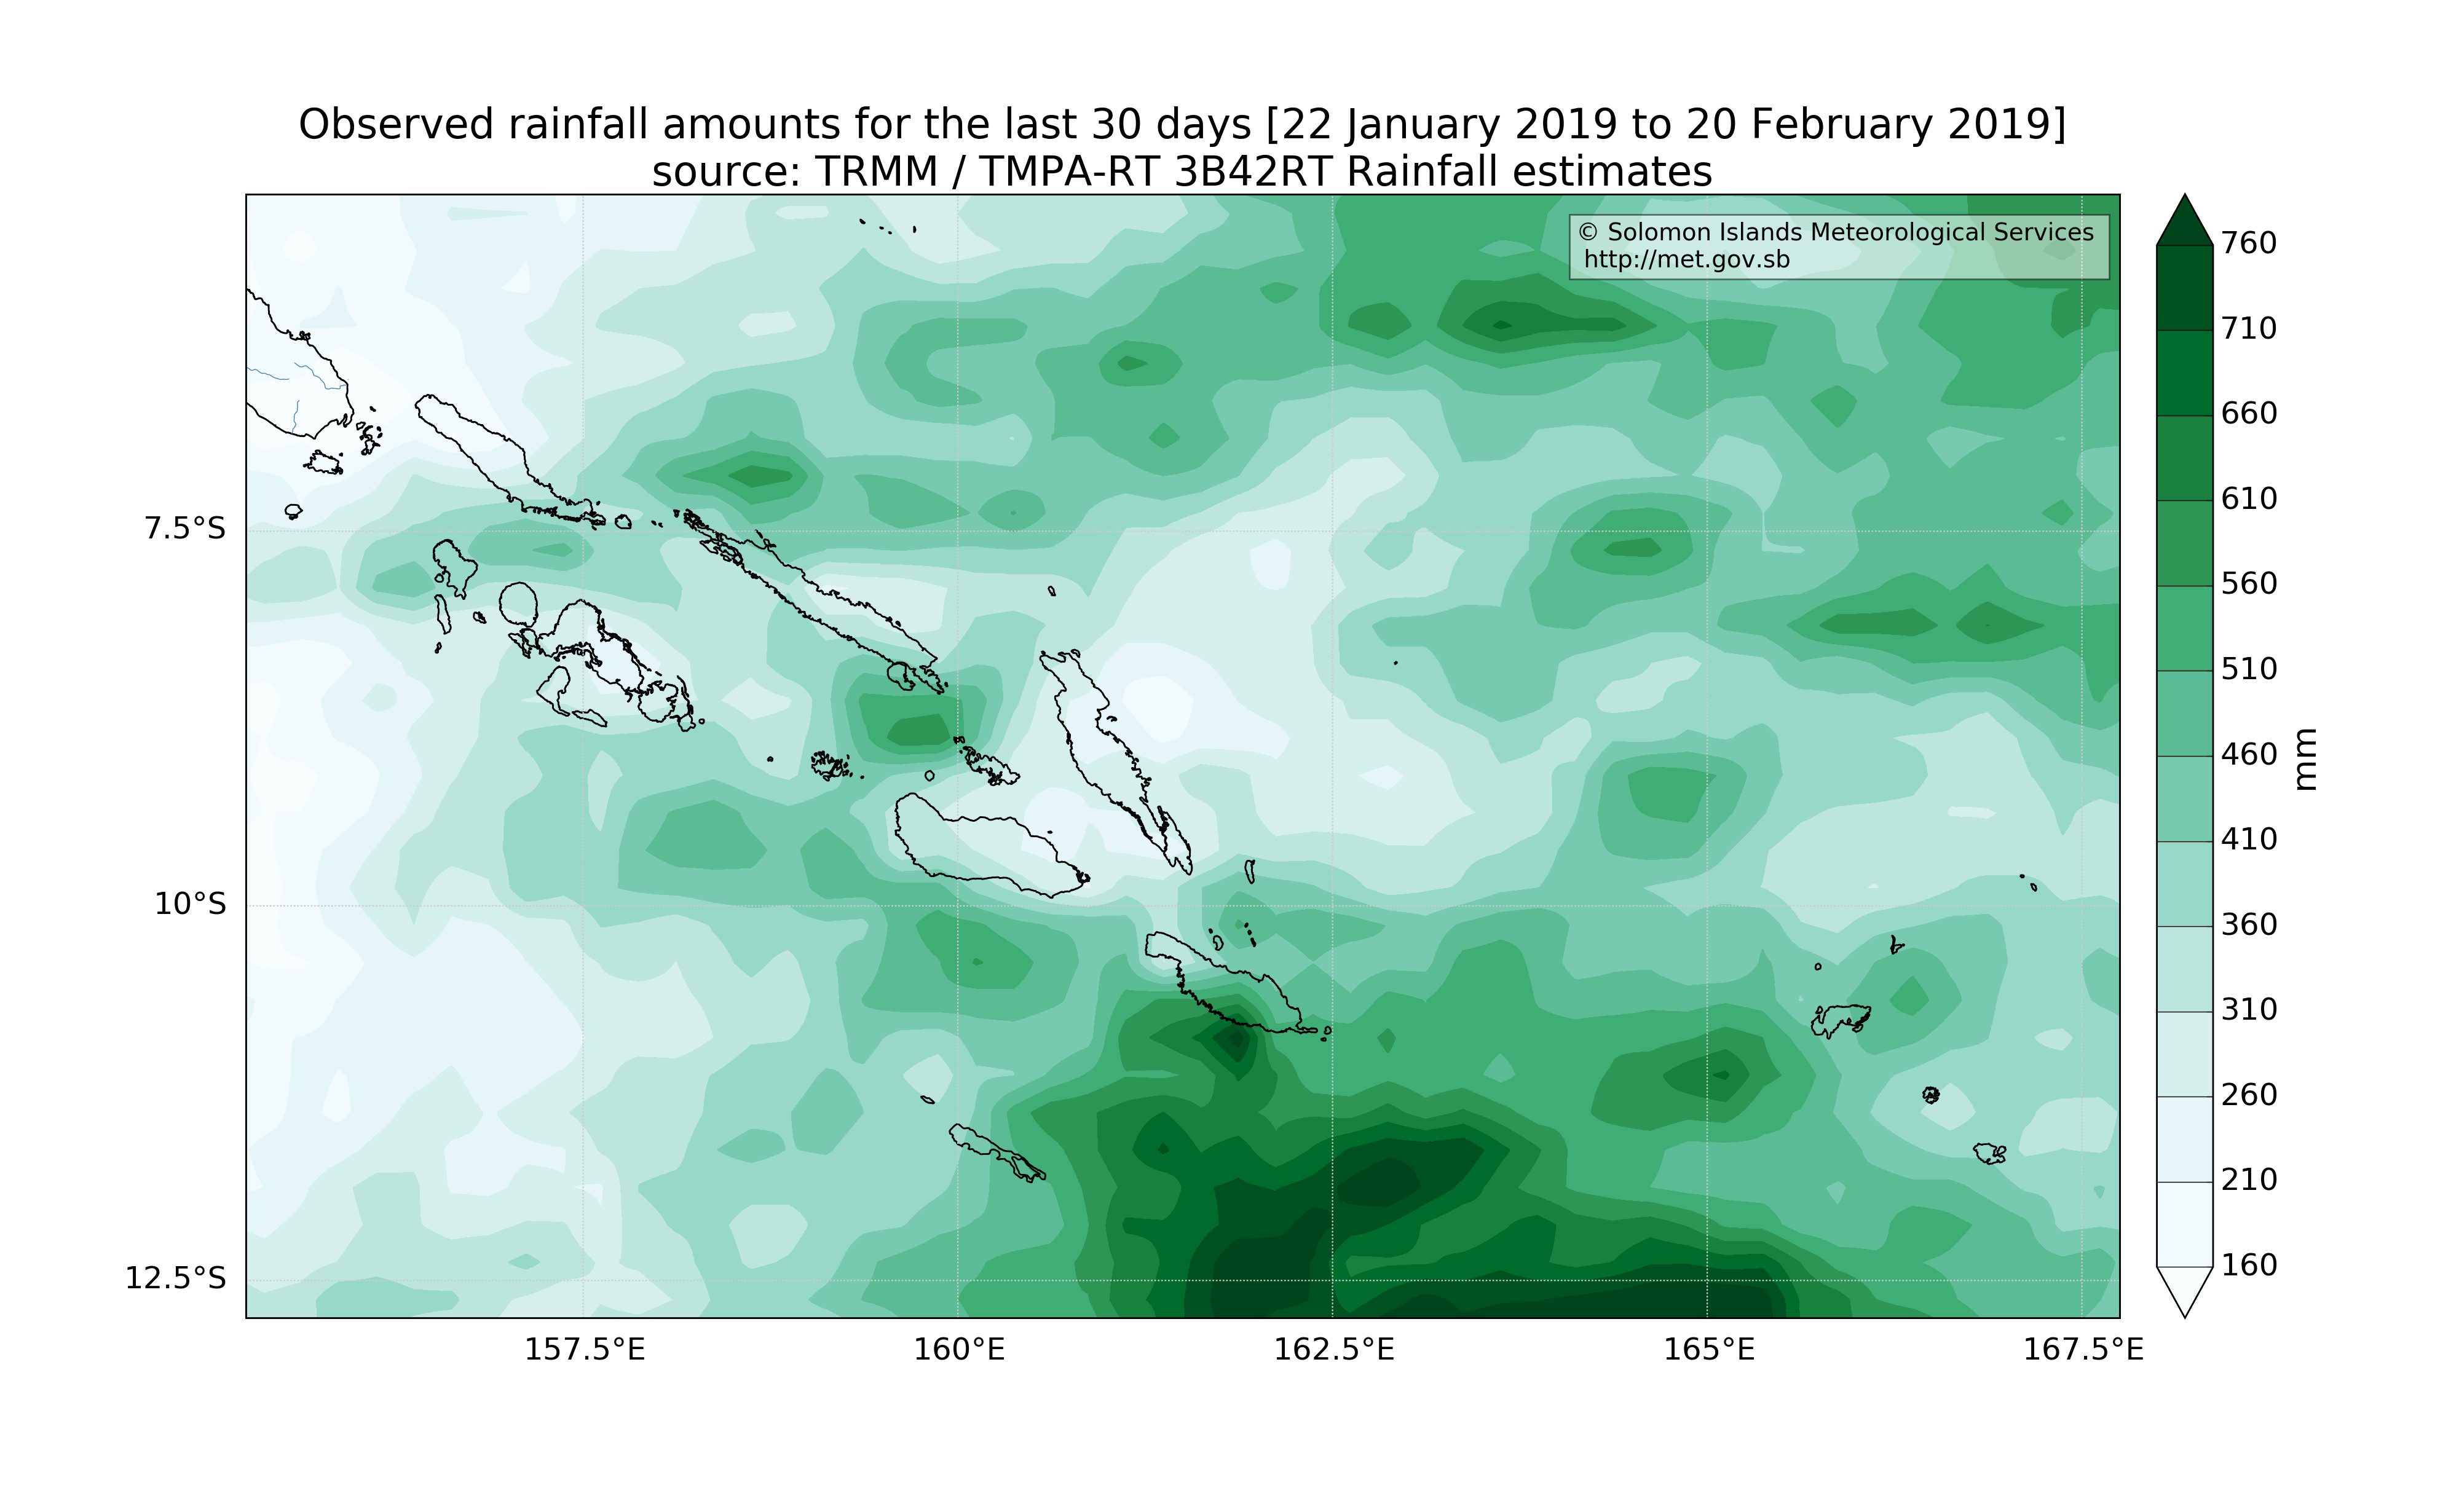 Observed rainfall amounts for the last 30 days [22 January 2019 to 20 February 2019]
source: TRMM / TMPA-RT 3B42RT Rainfall estimates
© Solomon Islands Meteorological Services
http://met.gov.sb
760
710
660
610
560
510
460
410
360
310
260
210
160
mm
7.5°S
10°S
12.5°S
157.5°E
160°E
162.5°E
165°E
167.5°E